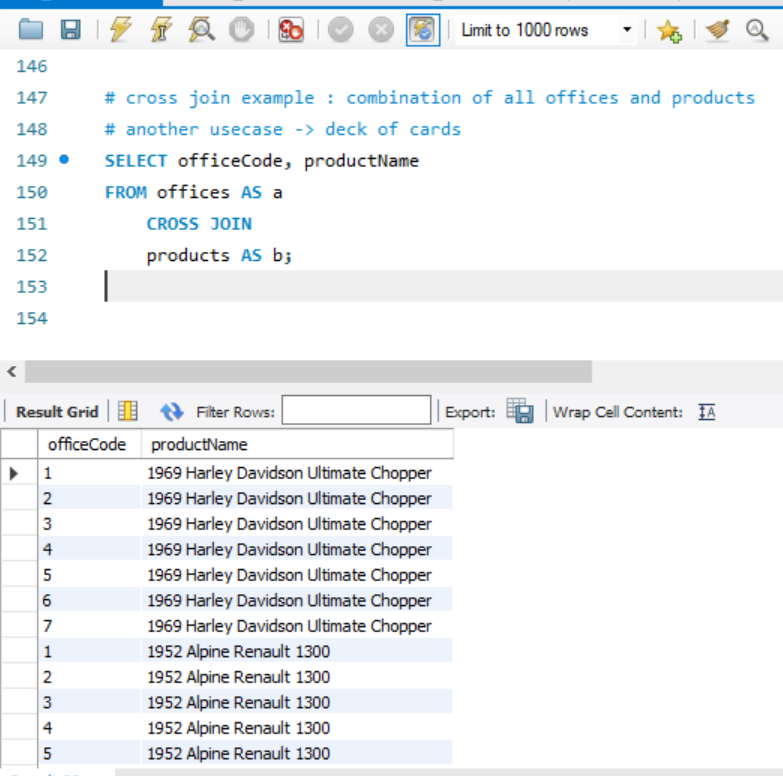 Limit to 1000 rows
146
147 # cross join example : combination of all offices and products
148 # another usecase -> deck of cards
149 SELECT officeCode, productName
150 FROM offices AS a
151 CROSS JOIN
152 products AS b;
153
154
Result Grid Filter Rows: Export: Wrap Cell Content: IA
officeCode productName
1 1969 Harley Davidson Ultimate Chopper
2 1969 Harley Davidson Ultimate Chopper
3 1969 Harley Davidson Ultimate Chopper
4 1969 Harley Davidson Ultimate Chopper
5 1969 Harley Davidson Ultimate Chopper
6 1969 Harley Davidson Ultimate Chopper
7 1969 Harley Davidson Ultimate Chopper
1 1952 Alpine Renault 1300
2 1952 Alpine Renault 1300
3 1952 Alpine Renault 1300
4 1952 Alpine Renault 1300
5 1952 Alpine Renault 1300